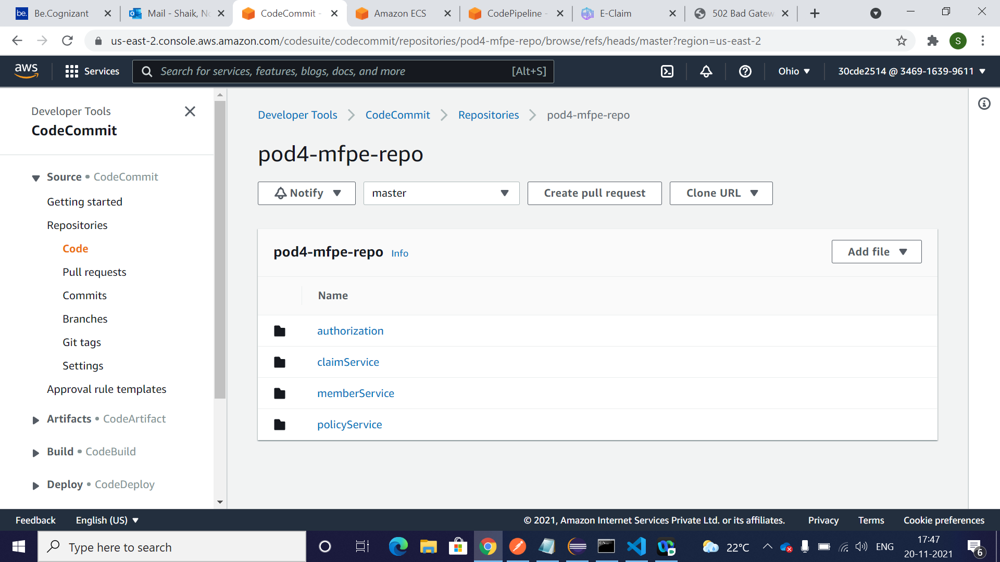 be. Be.Cognizant
Mail - Shaik, No
CodeCommit -
Amazon ECS
CodePipeline -
E-Claim
502 Bad Gatew
us-east-2.console.aws.amazon.com/codesuite/codecommit/repositories/pod4-mfpe-repo/browse/refs/heads/master?region=us-east-2
S
aws
Services
Search for services, features, blogs, docs, and more
[Alt+S]
Ohio
30cde2514 @ 3469-1639-9611
Developer Tools
CodeCommit
Source • CodeCommit
Getting started
Repositories
Code
Pull requests
Commits
Branches
Git tags
Settings
Approval rule templates
Artifacts • CodeArtifact
Build • CodeBuild
Deploy • CodeDeploy
Developer Tools
CodeCommit
Repositories
pod4-mfpe-repo
pod4-mfpe-repo
Notify
master
Create pull request
Clone URL
pod4-mfpe-repo Info
Add file
Name
authorization
claimService
memberService
policyService
Feedback
English (US)
© 2021, Amazon Internet Services Private Ltd. or its affiliates.
Privacy
Terms
Cookie preferences
Type here to search
22°C
ENG
17:47
20-11-2021
6